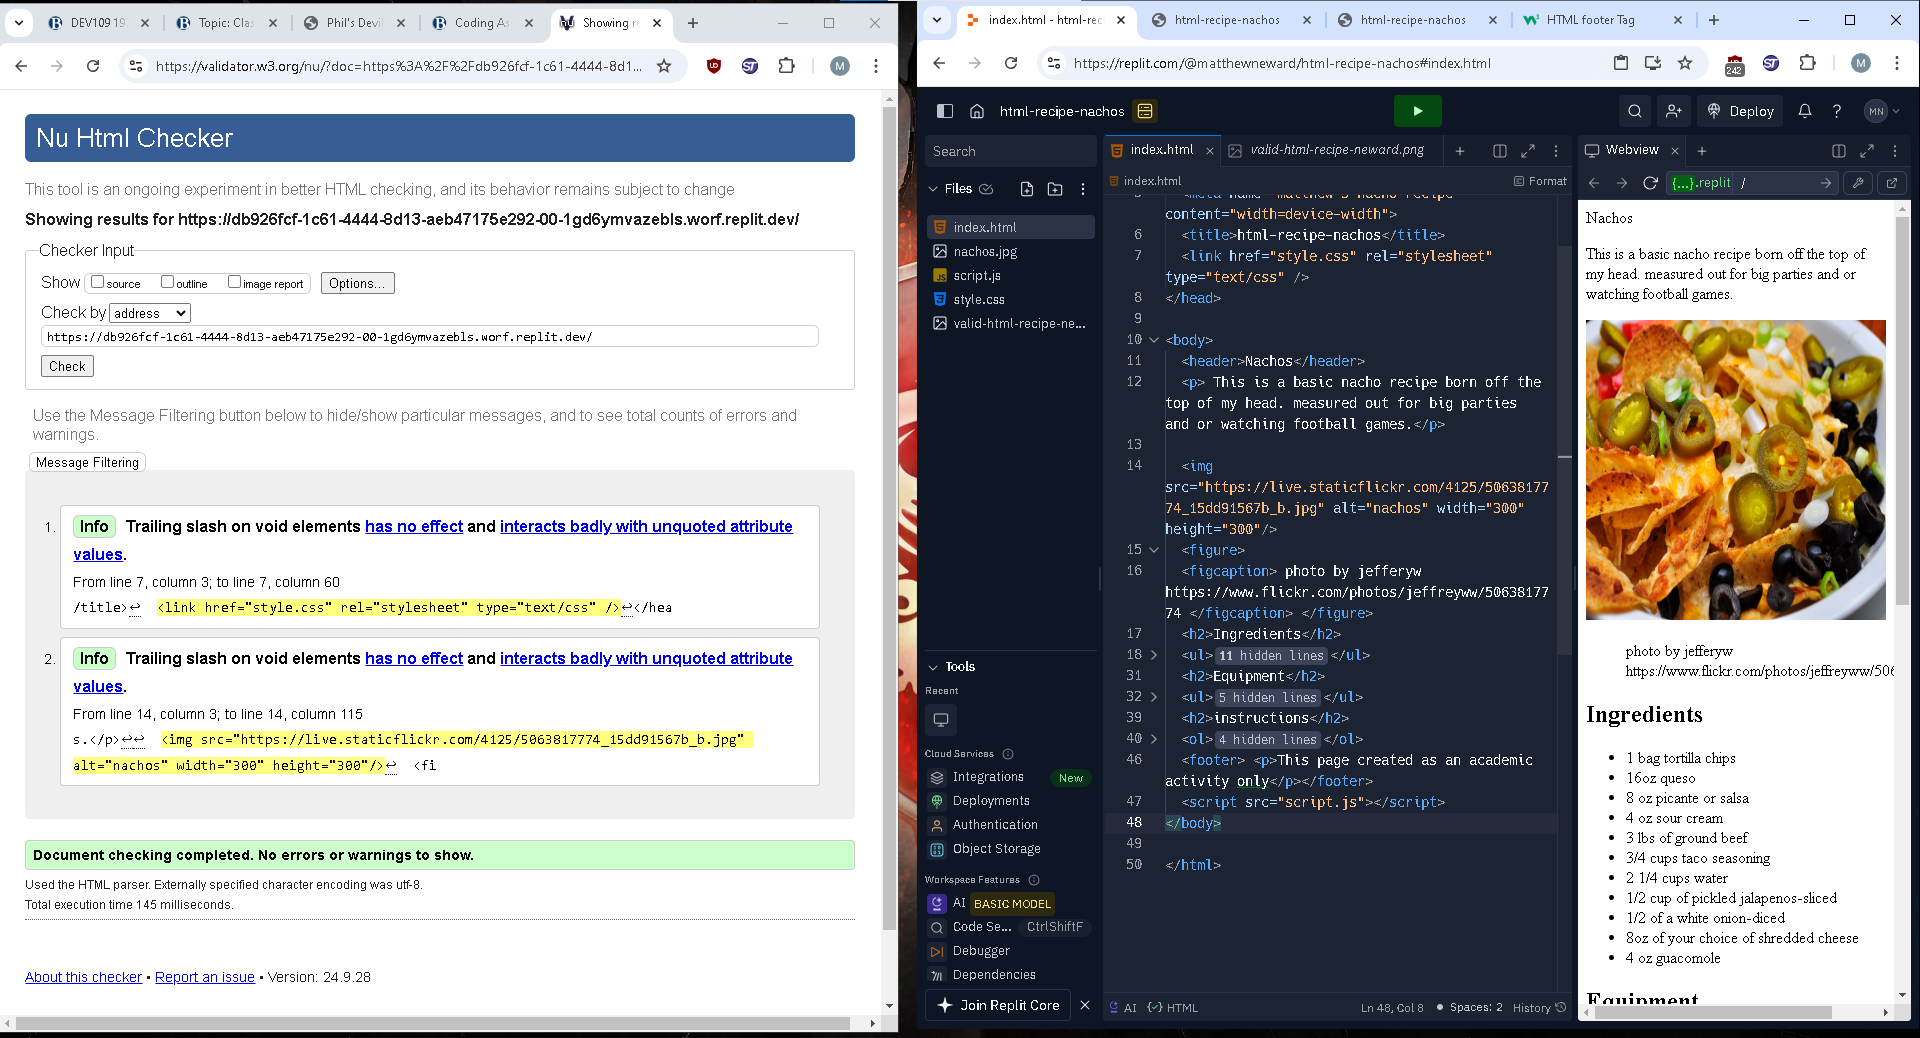 DEV109 19
Topic: Clas
Phil's Devil
Coding As
Showing re
https://validator.w3.org/nu/?doc=https%3A%2F%2Fdb926fcf-1c61-4444-8d1...
M
Nu Html Checker
This tool is an ongoing experiment in better HTML checking, and its behavior remains subject to change
Showing results for https://db926fcf-1c61-4444-8d13-aeb47175e292-00-1gd6ymvazebls.worf.replit.dev/
Checker Input
Show source outline image report Options...
Check by address
https://db926fcf-1c61-4444-8d13-aeb47175e292-00-1gd6ymvazebls.worf.replit.dev/
Check
Use the Message Filtering button below to hide/show particular messages, and to see total counts of errors and
warnings.
Message Filtering
1. Info Trailing slash on void elements has no effect and interacts badly with unquoted attribute
values.
From line 7, column 3; to line 7, column 60
/title>↩ <link href="style.css" rel="stylesheet" type="text/css" />↩</hea
2. Info Trailing slash on void elements has no effect and interacts badly with unquoted attribute
values.
From line 14, column 3; to line 14, column 115
s.</p>↩↩ <img src="https://live.staticflickr.com/4125/5063817774_15dd91567b_b.jpg"
alt="nachos" width="300" height="300"/>↩ <fi
Document checking completed. No errors or warnings to show.
Used the HTML parser. Externally specified character encoding was utf-8.
Total execution time 145 milliseconds.
About this checker • Report an issue • Version: 24.9.28
index.html - html-rec
html-recipe-nachos
html-recipe-nachos
HTML footer Tag
https://replit.com/@matthewneward/html-recipe-nachos#index.html
242
M
html-recipe-nachos
Deploy
MN
Search
Files
index.html
nachos.jpg
script.js
style.css
valid-html-recipe-ne...
Tools
Recent
Cloud Services
Integrations New
Deployments
Authentication
Object Storage
Workspace Features
AI BASIC MODEL
Code Se... CtrlShiftF
Debugger
Dependencies
Join Replit Core
index.html
valid-html-recipe-neward.png
index.html
Format
content="width=device-width">
6 <title>html-recipe-nachos</title>
7 <link href="style.css" rel="stylesheet"
type="text/css" />
8 </head>
9
10 <body>
11 <header>Nachos</header>
12 <p> This is a basic nacho recipe born off the
top of my head. measured out for big parties
and or watching football games.</p>
13
14 <img
src="https://live.staticflickr.com/4125/50638177
74_15dd91567b_b.jpg" alt="nachos" width="300"
height="300"/>
15 <figure>
16 <figcaption> photo by jefferyw
https://www.flickr.com/photos/jeffreyww/50638177
74 </figcaption> </figure>
17 <h2>Ingredients</h2>
18 <ul> 11 hidden lines </ul>
31 <h2>Equipment</h2>
32 <ul> 5 hidden lines </ul>
39 <h2>instructions</h2>
40 <ol> 4 hidden lines </ol>
46 <footer> <p>This page created as an academic
activity only</p></footer>
47 <script src="script.js"></script>
48 </body>
49
50 </html>
AI HTML
Ln 48, Col 8 Spaces: 2 History
Webview
{...}.replit /
Nachos
This is a basic nacho recipe born off the top of
my head. measured out for big parties and or
watching football games.
photo by jefferyw
https://www.flickr.com/photos/jeffreyww/506
Ingredients
• 1 bag tortilla chips
• 16oz queso
• 8 oz picante or salsa
• 4 oz sour cream
• 3 lbs of ground beef
• 3/4 cups taco seasoning
• 2 1/4 cups water
• 1/2 cup of pickled jalapenos-sliced
• 1/2 of a white onion-diced
• 8oz of your choice of shredded cheese
• 4 oz guacomole
Equipment